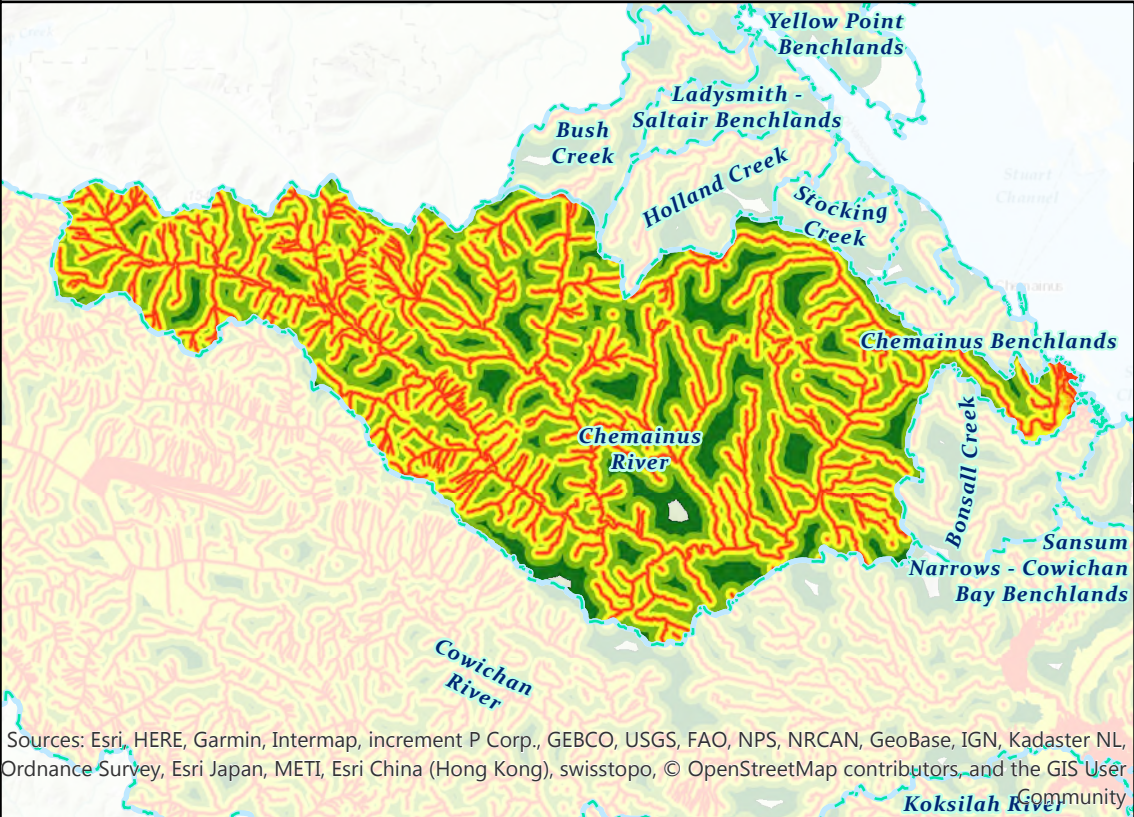 Yellow Point
Benchlands
Ladysmith -
Saltair Benchlands
Bush
Creek
Holland Creek
Stocking
Creek
Stuart
Channel
Chemainus Benchlands
Chemainus
River
Bonsall Creek
Sansum
Narrows - Cowichan
Bay Benchlands
Cowichan
River
Sources: Esri, HERE, Garmin, Intermap, increment P Corp., GEBCO, USGS, FAO, NPS, NRCAN, GeoBase, IGN, Kadaster NL,
Ordnance Survey, Esri Japan, METI, Esri China (Hong Kong), swisstopo, © OpenStreetMap contributors, and the GIS User
Community
Koksilah River